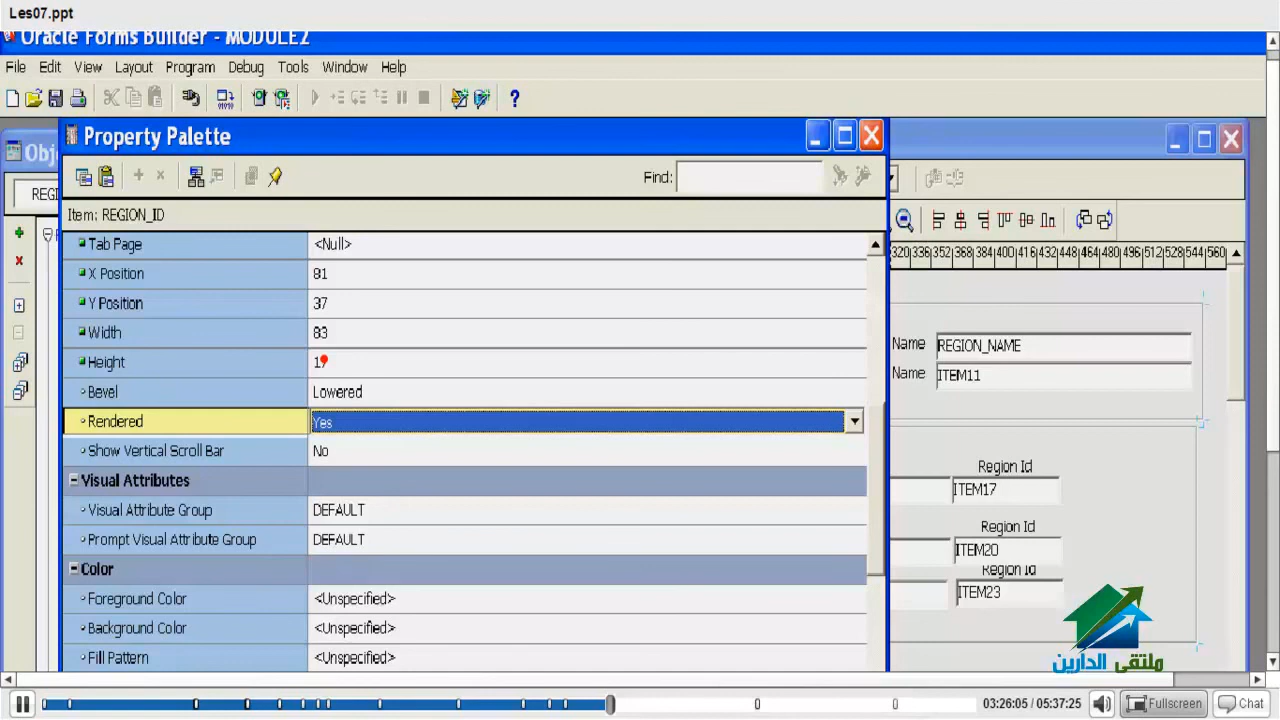 Les07.ppt
Oracle Forms Builder - MODULE2
File Edit View Layout Program Debug Tools Window Help
Property Palette
Obj
REGI
Find:
Item: REGION_ID
Tab Page <Null>
X Position 81
Y Position 37
Width 83
Height
Bevel Lowered
Rendered Yes
Show Vertical Scroll Bar No
Visual Attributes
Visual Attribute Group DEFAULT
Prompt Visual Attribute Group DEFAULT
Color
Foreground Color <Unspecified>
Background Color <Unspecified>
Fill Pattern <Unspecified>
320 336 352 368 384 400 416 432 448 464 480 496 512 528 544 560
Name REGION_NAME
Name ITEM11
Region Id
ITEM17
Region Id
ITEM20
Region Id
ITEM23
ملتقى الدارين
03:26:05 / 05:37:25 Fullscreen Chat